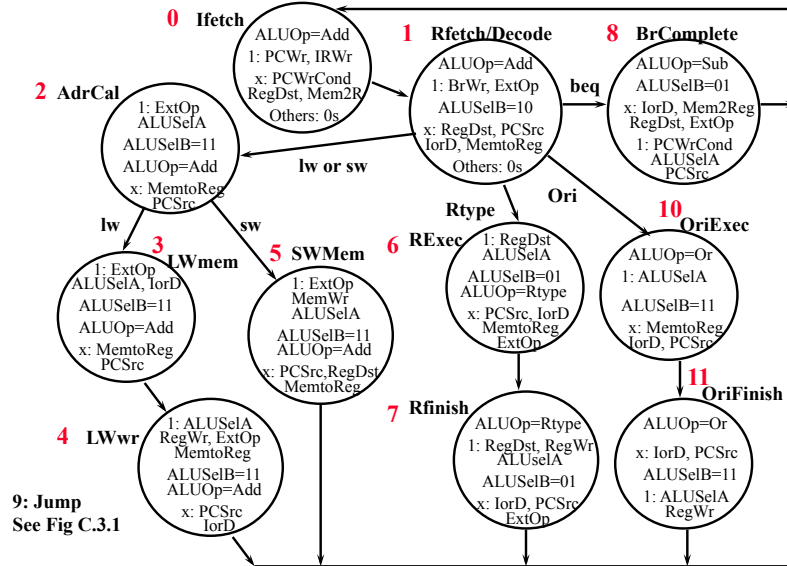 0 Ifetch
ALUOp=Add
1: PCWr, IRWr
x: PCWrCond
RegDst, Mem2R
Others: 0s
1 Rfetch/Decode
ALUOp=Add
1: BrWr, ExtOp
ALUSelB=10
x: RegDst, PCSrc
IorD, MemtoReg
Others: 0s
beq
8 BrComplete
ALUOp=Sub
ALUSelB=01
x: IorD, Mem2Reg
RegDst, ExtOp
1: PCWrCond
ALUSelA
PCSrc
2 AdrCal
1: ExtOp
ALUSelA
ALUSelB=11
ALUOp=Add
x: MemtoReg
PCSrc
lw or sw
lw
sw
Rtype
Ori
3 LWmem
1: ExtOp
ALUSelA, IorD
ALUSelB=11
ALUOp=Add
x: MemtoReg
PCSrc
5 SWMem
1: ExtOp
MemWr
ALUSelA
ALUSelB=11
ALUOp=Add
x: PCSrc,RegDst
MemtoReg
6 RExec
1: RegDst
ALUSelA
ALUSelB=01
ALUOp=Rtype
x: PCSrc, IorD
MemtoReg
ExtOp
10 OriExec
ALUOp=Or
1: ALUSelA
ALUSelB=11
x: MemtoReg
IorD, PCSrc
4 LWwr
1: ALUSelA
RegWr, ExtOp
MemtoReg
ALUSelB=11
ALUOp=Add
x: PCSrc
IorD
7 Rfinish
ALUOp=Rtype
1: RegDst, RegWr
ALUselA
ALUSelB=01
x: IorD, PCSrc
ExtOp
11 OriFinish
ALUOp=Or
x: IorD, PCSrc
ALUSelB=11
1: ALUSelA
RegWr
9: Jump
See Fig C.3.1